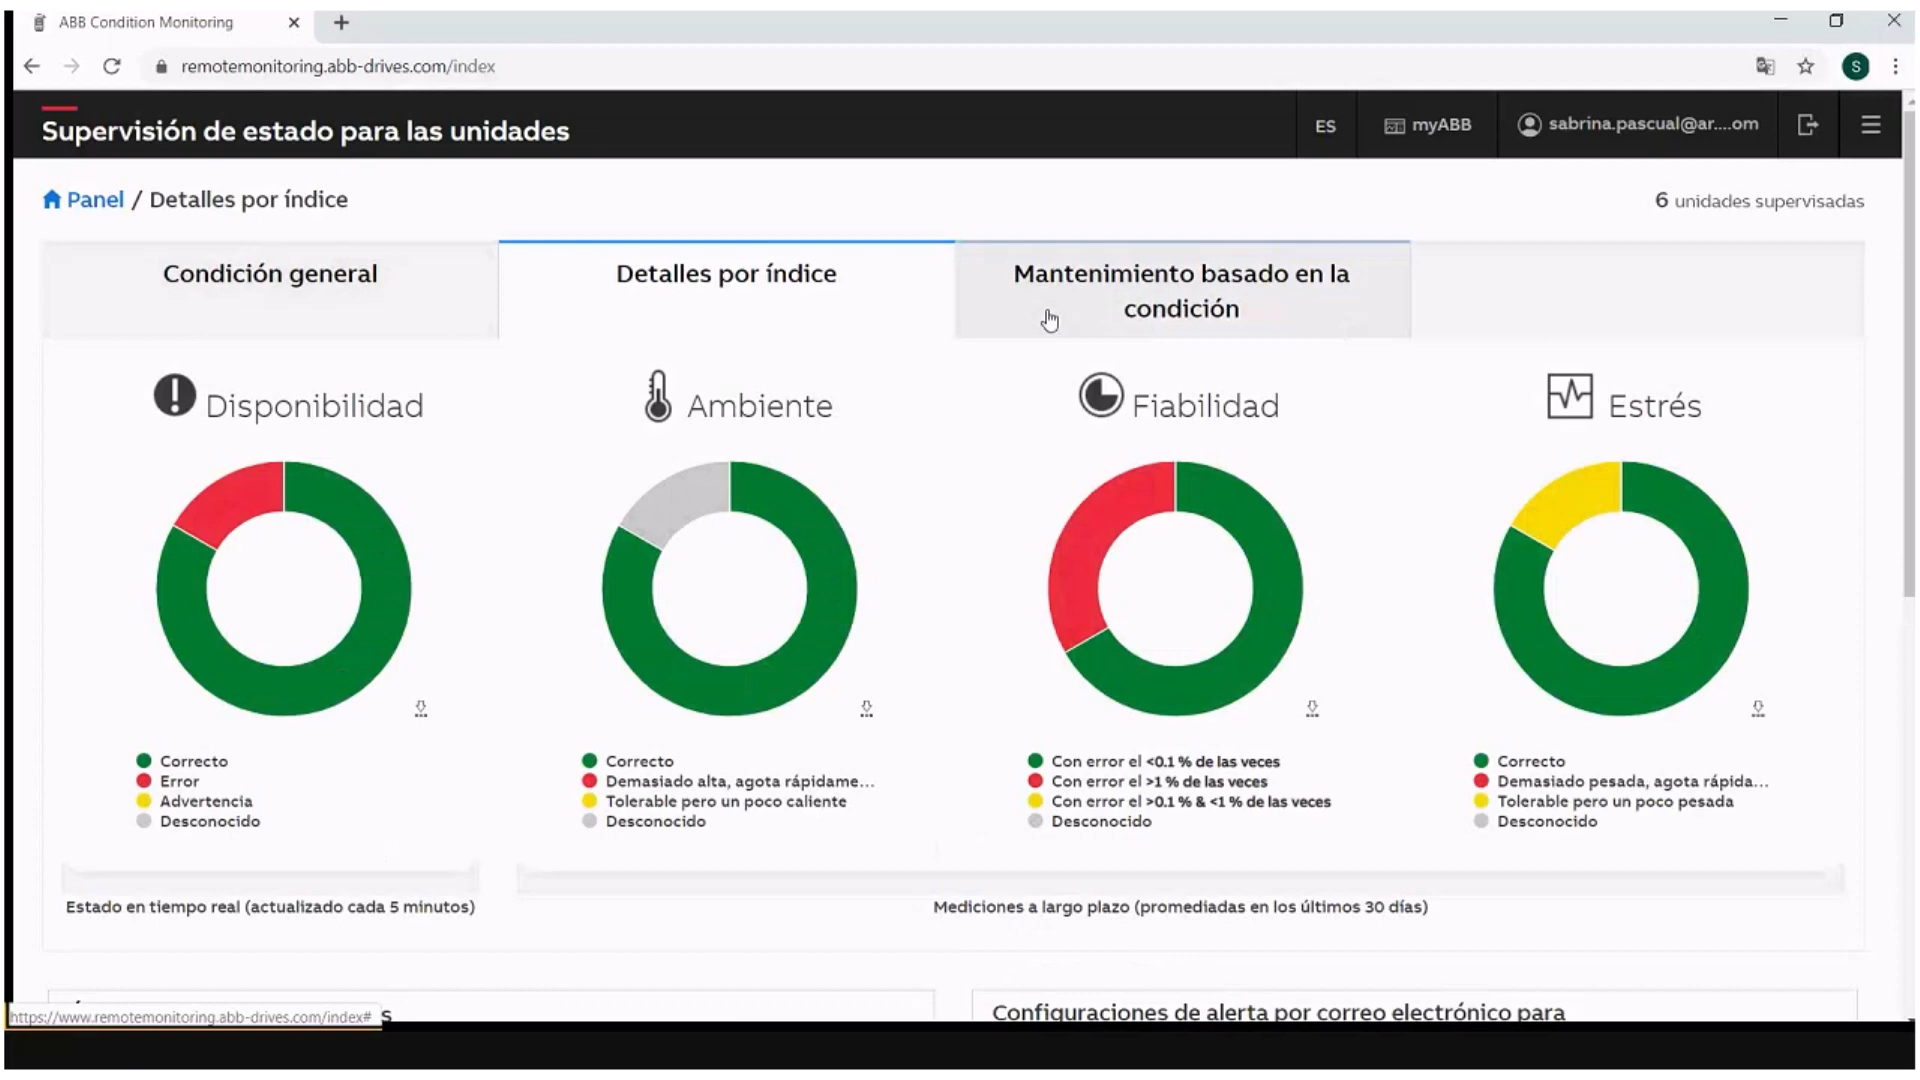 ABB Condition Monitoring
remotemonitoring.abb-drives.com/index
S
Supervisión de estado para las unidades
ES
myABB
sabrina.pascual@ar....om
Panel / Detalles por índice
6 unidades supervisadas
Condición general
Detalles por índice
Mantenimiento basado en la
condición
Disponibilidad
Ambiente
Fiabilidad
Estrés
Correcto
Error
Advertencia
Desconocido
Correcto
Demasiado alta, agota rápidame...
Tolerable pero un poco caliente
Desconocido
Con error el <0.1 % de las veces
Con error el >1 % de las veces
Con error el >0.1 % & <1 % de las veces
Desconocido
Correcto
Demasiado pesada, agota rápida...
Tolerable pero un poco pesada
Desconocido
Estado en tiempo real (actualizado cada 5 minutos)
Mediciones a largo plazo (promediadas en los últimos 30 días)
Configuraciones de alerta por correo electrónico para
https://www.remotemonitoring.abb-drives.com/index#